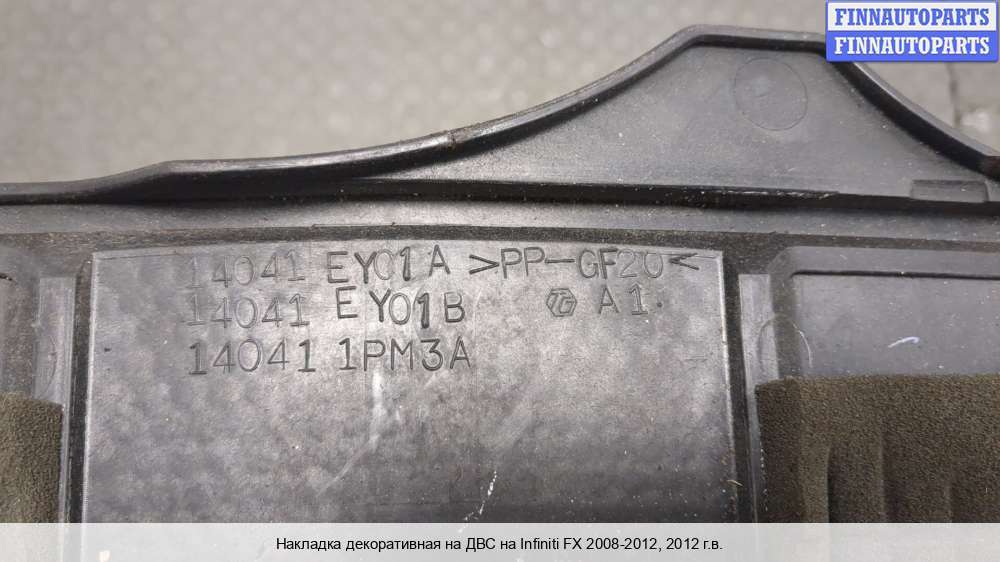 FINNAUTOPARTS
FINNAUTOPARTS
14041 EY01A >PP-GF20<
14041 EY01B TG A1
14041 1PM3A
Накладка декоративная на ДВС на Infiniti FX 2008-2012, 2012 г.в.